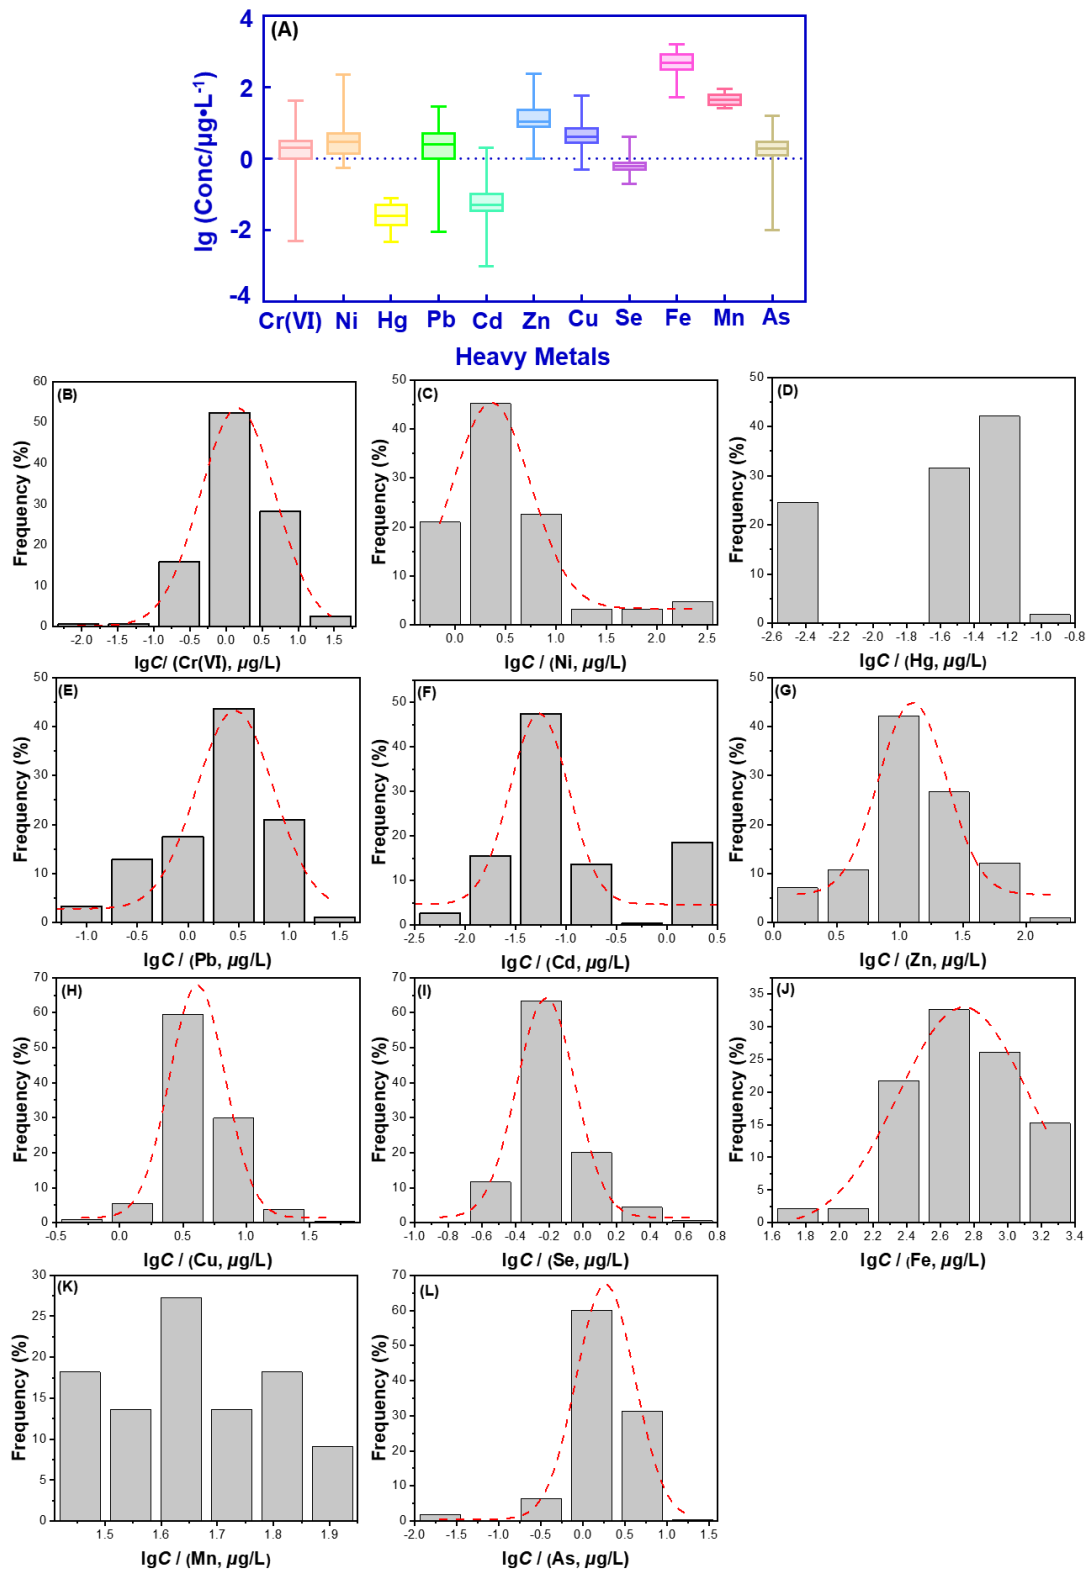 (A)
lg (Conc/µg•L⁻¹)
4
2
0
-2
-4
Cr(VI) Ni Hg Pb Cd Zn Cu Se Fe Mn As
Heavy Metals
(B)
Frequency (%)
60
50
40
30
20
10
0
-2.0 -1.5 -1.0 -0.5 0.0 0.5 1.0 1.5
lgC/ (Cr(VI), µg/L)
(C)
Frequency (%)
50
40
30
20
10
0
0.0 0.5 1.0 1.5 2.0 2.5
lgC / (Ni, µg/L)
(D)
Frequency (%)
50
40
30
20
10
0
-2.6 -2.4 -2.2 -2.0 -1.8 -1.6 -1.4 -1.2 -1.0 -0.8
lgC / (Hg, µg/L)
(E)
Frequency (%)
50
40
30
20
10
0
-1.0 -0.5 0.0 0.5 1.0 1.5
lgC / (Pb, µg/L)
(F)
Frequency (%)
50
40
30
20
10
0
-2.5 -2.0 -1.5 -1.0 -0.5 0.0 0.5
lgC / (Cd, µg/L)
(G)
Frequency (%)
50
40
30
20
10
0
0.0 0.5 1.0 1.5 2.0
lgC / (Zn, µg/L)
(H)
Frequency (%)
70
60
50
40
30
20
10
0
-0.5 0.0 0.5 1.0 1.5
lgC / (Cu, µg/L)
(I)
Frequency (%)
70
60
50
40
30
20
10
0
-1.0 -0.8 -0.6 -0.4 -0.2 0.0 0.2 0.4 0.6 0.8
lgC / (Se, µg/L)
(J)
Frequency (%)
35
30
25
20
15
10
5
0
1.6 1.8 2.0 2.2 2.4 2.6 2.8 3.0 3.2 3.4
lgC / (Fe, µg/L)
(K)
Frequency (%)
30
25
20
15
10
5
0
1.5 1.6 1.7 1.8 1.9
lgC / (Mn, µg/L)
(L)
Frequency (%)
70
60
50
40
30
20
10
0
-2.0 -1.5 -1.0 -0.5 0.0 0.5 1.0 1.5
lgC / (As, µg/L)